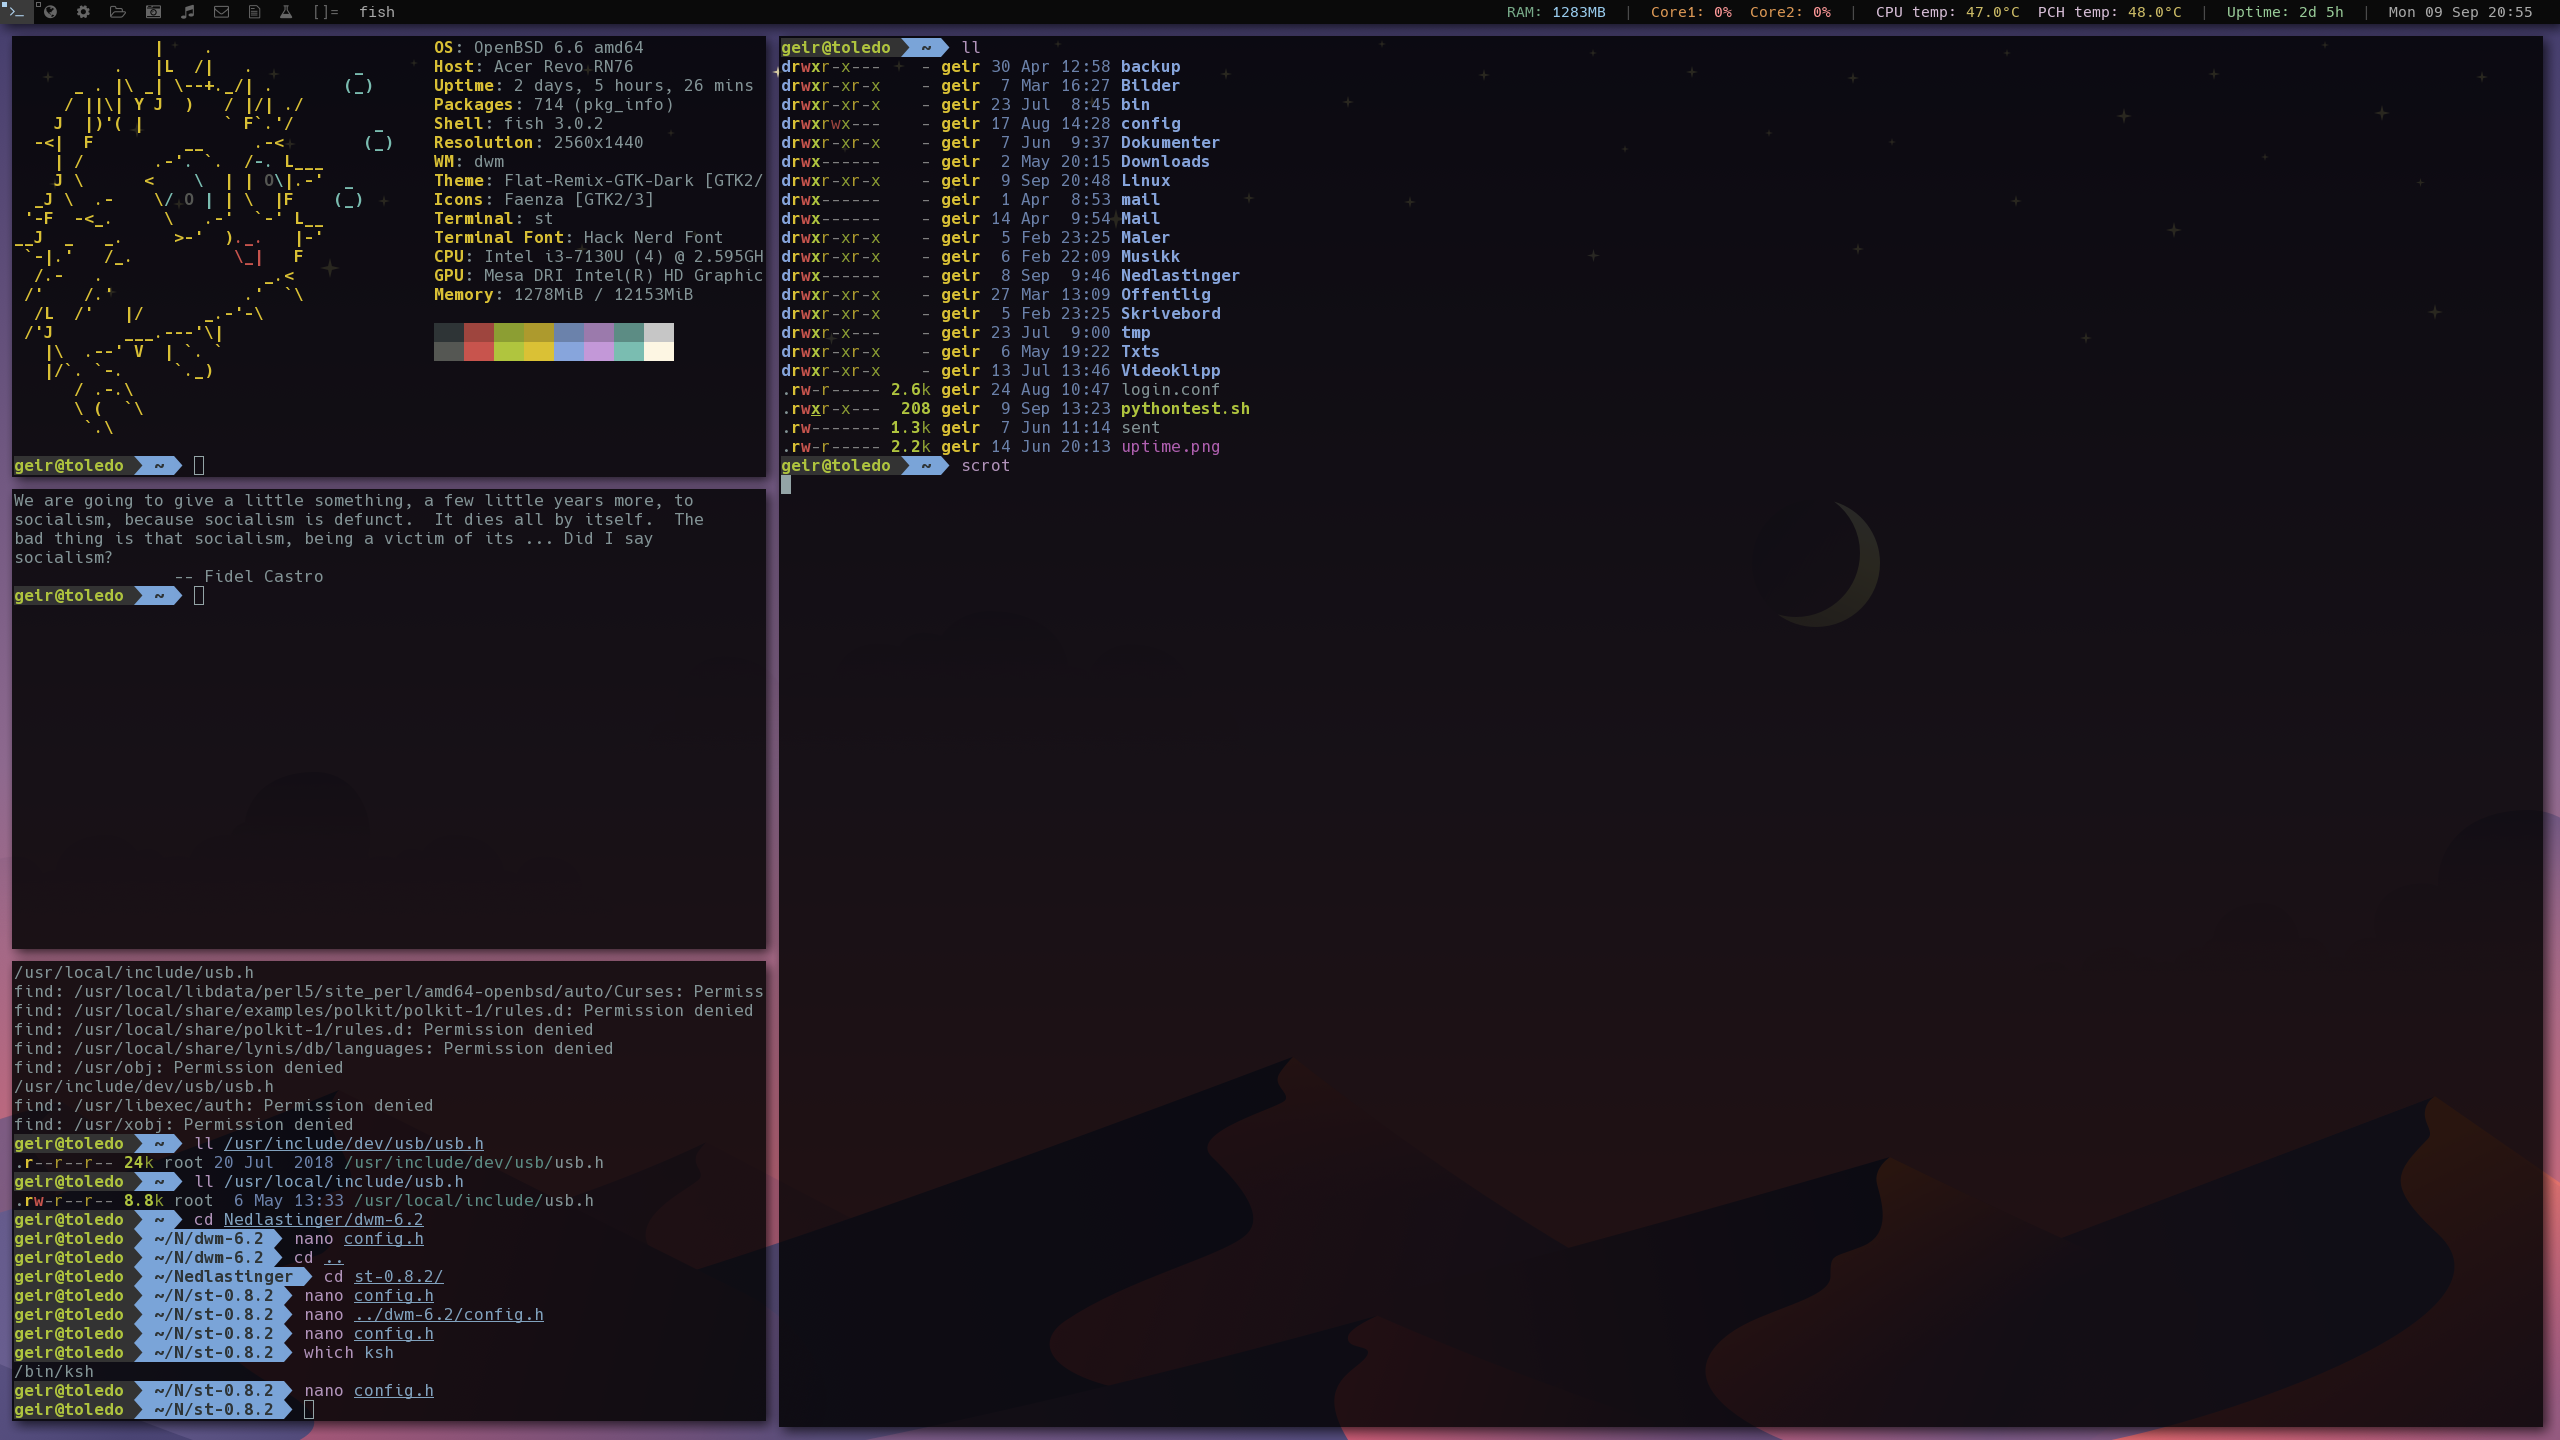 []= fish RAM: 1283MB | Core1: 0% Core2: 0% | CPU temp: 47.0°C PCH temp: 48.0°C | Uptime: 2d 5h | Mon 09 Sep 20:55
OS: OpenBSD 6.6 amd64
Host: Acer Revo RN76
Uptime: 2 days, 5 hours, 26 mins
Packages: 714 (pkg_info)
Shell: fish 3.0.2
Resolution: 2560x1440
WM: dwm
Theme: Flat-Remix-GTK-Dark [GTK2/
Icons: Faenza [GTK2/3]
Terminal: st
Terminal Font: Hack Nerd Font
CPU: Intel i3-7130U (4) @ 2.595GH
GPU: Mesa DRI Intel(R) HD Graphic
Memory: 1278MiB / 12153MiB
geir@toledo ~
We are going to give a little something, a few little years more, to
socialism, because socialism is defunct.  It dies all by itself.  The
bad thing is that socialism, being a victim of its ... Did I say
socialism?
-- Fidel Castro
geir@toledo ~
/usr/local/include/usb.h
find: /usr/local/libdata/perl5/site_perl/amd64-openbsd/auto/Curses: Permiss
find: /usr/local/share/examples/polkit/polkit-1/rules.d: Permission denied
find: /usr/local/share/polkit-1/rules.d: Permission denied
find: /usr/local/share/lynis/db/languages: Permission denied
find: /usr/obj: Permission denied
/usr/include/dev/usb/usb.h
find: /usr/libexec/auth: Permission denied
find: /usr/xobj: Permission denied
geir@toledo ~ ll /usr/include/dev/usb/usb.h
.r--r--r-- 24k root 20 Jul  2018 /usr/include/dev/usb/usb.h
geir@toledo ~ ll /usr/local/include/usb.h
.rw-r--r-- 8.8k root  6 May 13:33 /usr/local/include/usb.h
geir@toledo ~ cd Nedlastinger/dwm-6.2
geir@toledo ~/N/dwm-6.2 nano config.h
geir@toledo ~/N/dwm-6.2 cd ..
geir@toledo ~/Nedlastinger cd st-0.8.2/
geir@toledo ~/N/st-0.8.2 nano config.h
geir@toledo ~/N/st-0.8.2 nano ../dwm-6.2/config.h
geir@toledo ~/N/st-0.8.2 nano config.h
geir@toledo ~/N/st-0.8.2 which ksh
/bin/ksh
geir@toledo ~/N/st-0.8.2 nano config.h
geir@toledo ~/N/st-0.8.2
geir@toledo ~ ll
drwxr-x--- - geir 30 Apr 12:58 backup
drwxr-xr-x - geir 7 Mar 16:27 Bilder
drwxr-xr-x - geir 23 Jul 8:45 bin
drwxrwx--- - geir 17 Aug 14:28 config
drwxr-xr-x - geir 7 Jun 9:37 Dokumenter
drwx------ - geir 2 May 20:15 Downloads
drwxr-xr-x - geir 9 Sep 20:48 Linux
drwx------ - geir 1 Apr 8:53 mail
drwx------ - geir 14 Apr 9:54 Mail
drwxr-xr-x - geir 5 Feb 23:25 Maler
drwxr-xr-x - geir 6 Feb 22:09 Musikk
drwx------ - geir 8 Sep 9:46 Nedlastinger
drwxr-xr-x - geir 27 Mar 13:09 Offentlig
drwxr-xr-x - geir 5 Feb 23:25 Skrivebord
drwxr-x--- - geir 23 Jul 9:00 tmp
drwxr-xr-x - geir 6 May 19:22 Txts
drwxr-xr-x - geir 13 Jul 13:46 Videoklipp
.rw-r----- 2.6k geir 24 Aug 10:47 login.conf
.rwxr-x--- 208 geir 9 Sep 13:23 pythontest.sh
.rw------- 1.3k geir 7 Jun 11:14 sent
.rw-r----- 2.2k geir 14 Jun 20:13 uptime.png
geir@toledo ~ scrot